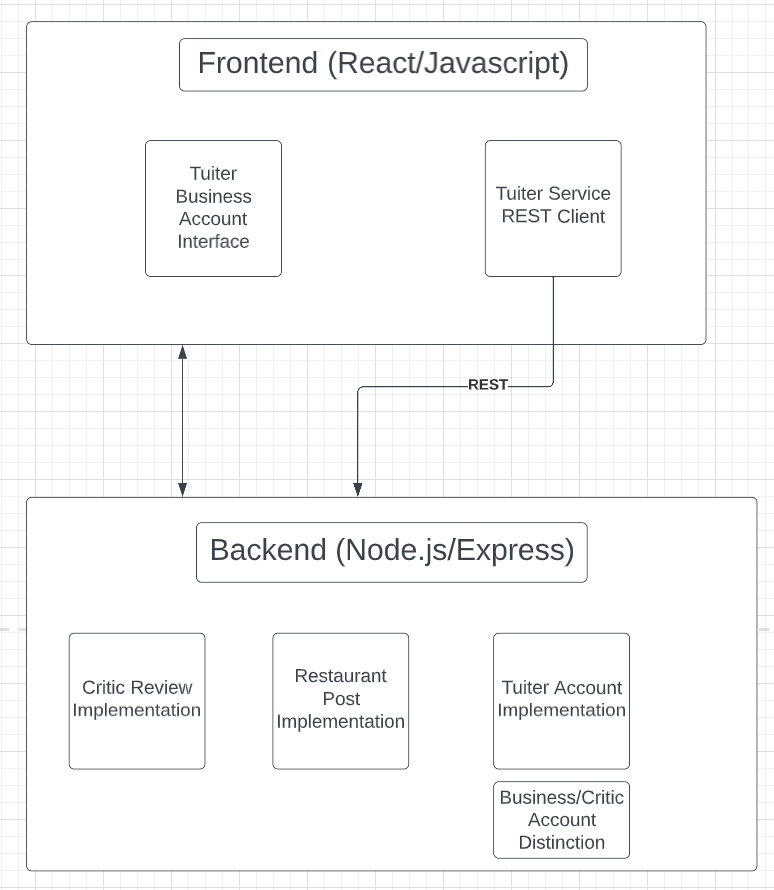 Frontend (React/Javascript)
Tuiter
Business
Account
Interface
Tuiter Service
REST Client
REST
Backend (Node.js/Express)
Critic Review
Implementation
Restaurant
Post
Implementation
Tuiter Account
Implementation
Business/Critic
Account
Distinction